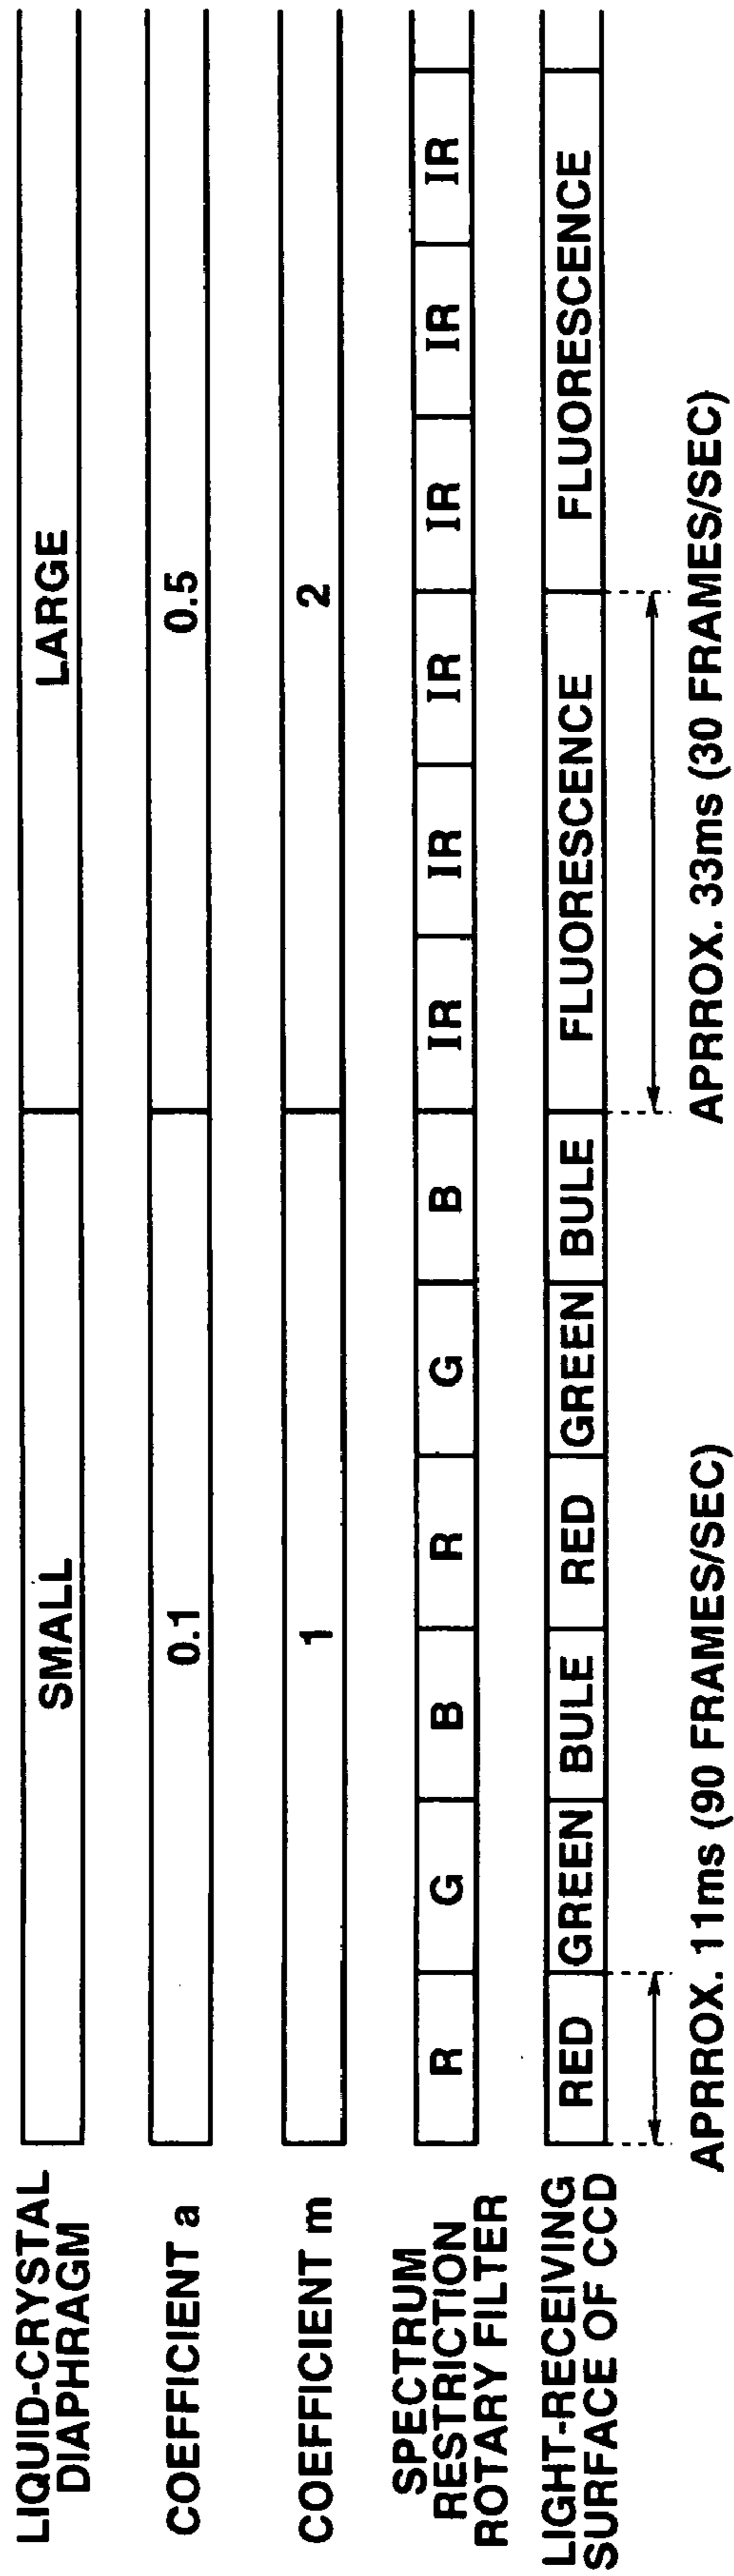 LIQUID-CRYSTAL
DIAPHRAGM
SMALL
LARGE
COEFFICIENT a
0.1
0.5
COEFFICIENT m
1
2
SPECTRUM
RESTRICTION
ROTARY FILTER
R
G
B
R
G
B
IR
IR
IR
IR
IR
IR
LIGHT-RECEIVING
SURFACE OF CCD
RED
GREEN
BULE
RED
GREEN
BULE
FLUORESCENCE
FLUORESCENCE
APRROX. 11ms (90 FRAMES/SEC)
APRROX. 33ms (30 FRAMES/SEC)